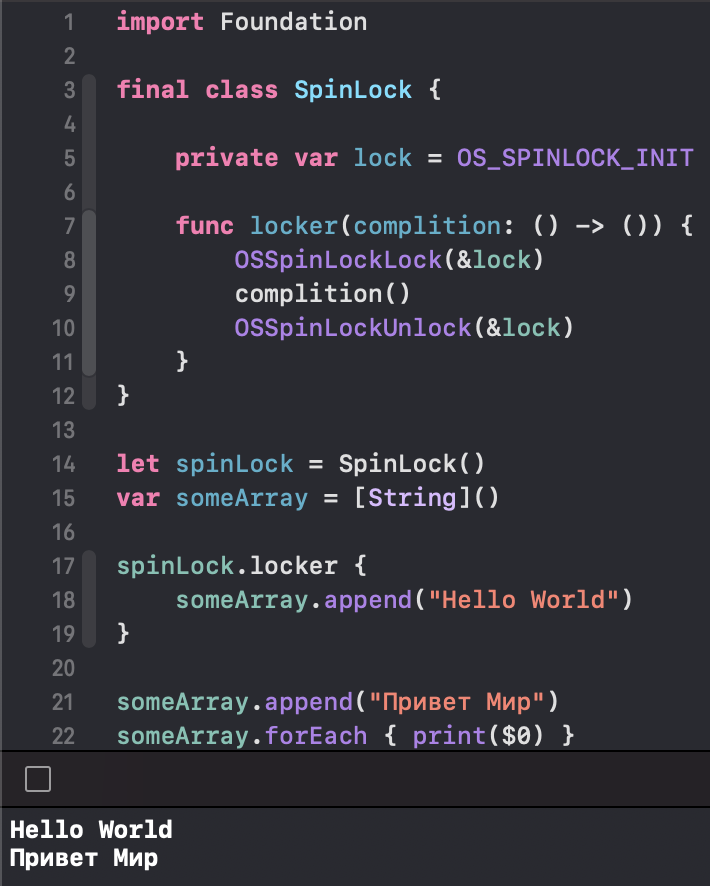 1 import Foundation
2
3 final class SpinLock {
4
5 private var lock = OS_SPINLOCK_INIT
6
7 func locker(complition: () -> ()) {
8 OSSpinLockLock(&lock)
9 complition()
10 OSSpinLockUnlock(&lock)
11 }
12 }
13
14 let spinLock = SpinLock()
15 var someArray = [String]()
16
17 spinLock.locker {
18 someArray.append("Hello World")
19 }
20
21 someArray.append("Привет Мир")
22 someArray.forEach { print($0) }
Hello World
Привет Мир